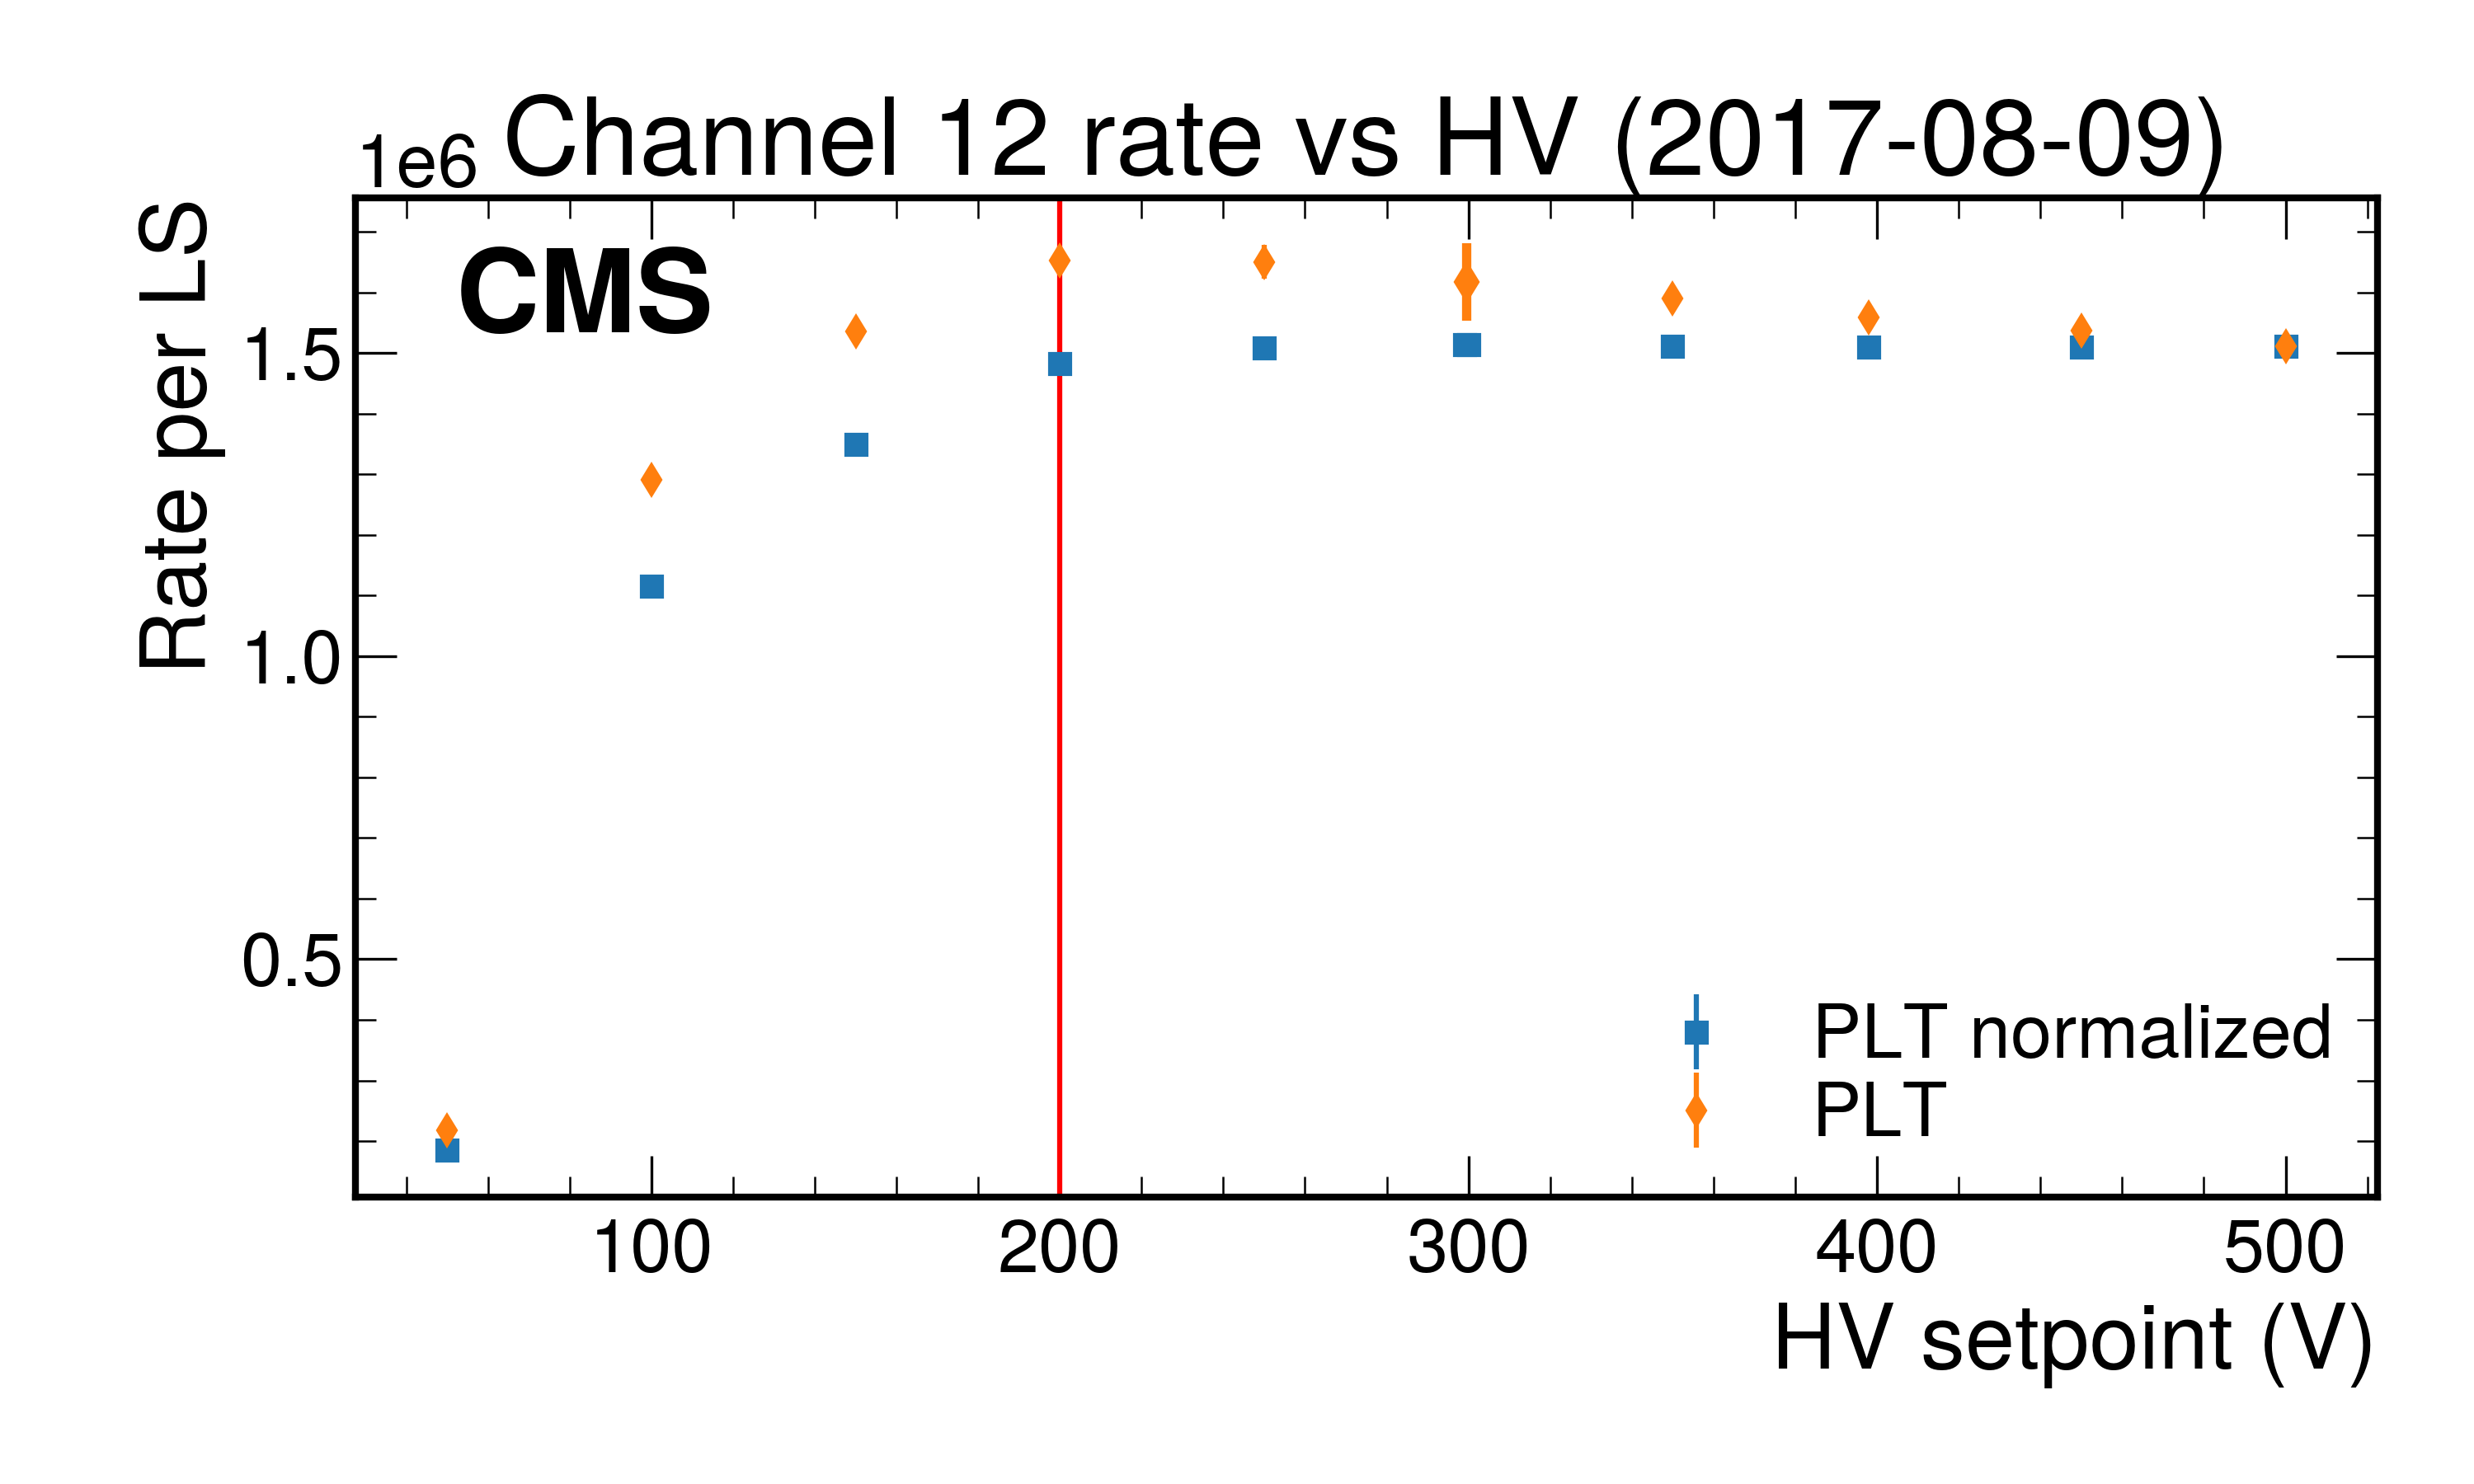 Channel 12 rate vs HV (2017-08-09)
1e6
Rate per LS
CMS
1.5
1.0
0.5
PLT normalized
PLT
100 200 300 400 500
HV setpoint (V)